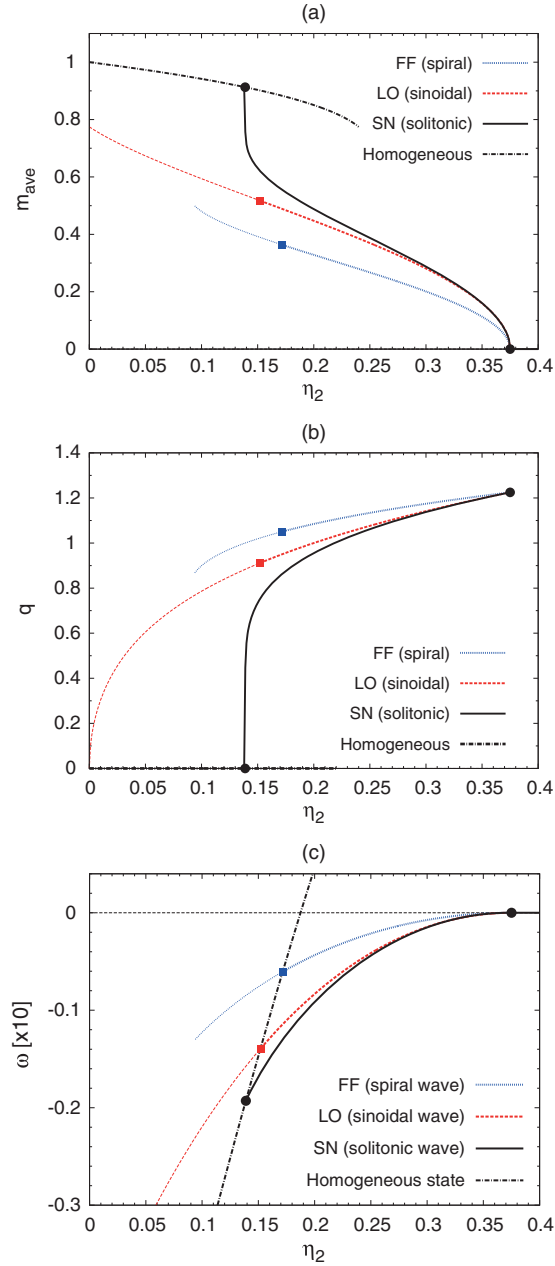 (a)
m_ave
1
0.8
0.6
0.4
0.2
0
FF (spiral)
LO (sinoidal)
SN (solitonic)
Homogeneous
0 0.05 0.1 0.15 0.2 0.25 0.3 0.35 0.4
η₂
(b)
q
1.4
1.2
1
0.8
0.6
0.4
0.2
0
FF (spiral)
LO (sinoidal)
SN (solitonic)
Homogeneous
0 0.05 0.1 0.15 0.2 0.25 0.3 0.35 0.4
η₂
(c)
ω [x10]
0
-0.1
-0.2
-0.3
FF (spiral wave)
LO (sinoidal wave)
SN (solitonic wave)
Homogeneous state
0 0.05 0.1 0.15 0.2 0.25 0.3 0.35 0.4
η₂